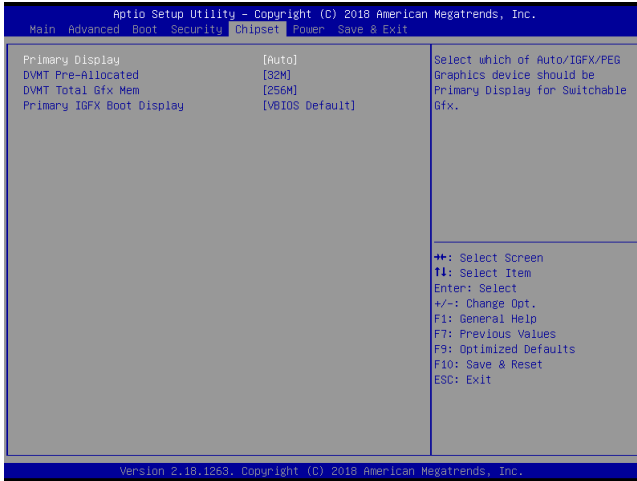 Aptio Setup Utility – Copyright (C) 2018 American Megatrends, Inc.
Main Advanced Boot Security Chipset Power Save & Exit
Primary Display [Auto]
DVMT Pre-Allocated [32M]
DVMT Total Gfx Mem [256M]
Primary IGFX Boot Display [VBIOS Default]
Select which of Auto/IGFX/PEG
Graphics device should be
Primary Display for Switchable
Gfx.
→←: Select Screen
↑↓: Select Item
Enter: Select
+/-: Change Opt.
F1: General Help
F7: Previous Values
F9: Optimized Defaults
F10: Save & Reset
ESC: Exit
Version 2.18.1263. Copyright (C) 2018 American Megatrends, Inc.